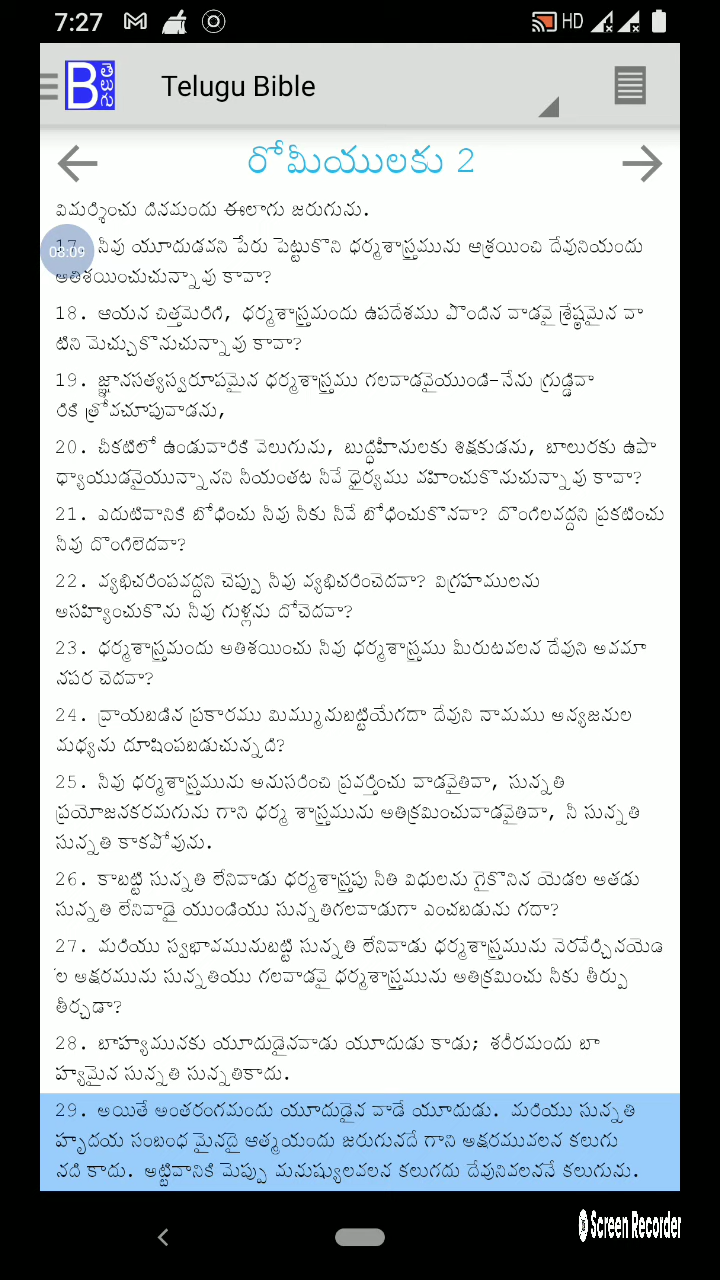 7:27 HD
Telugu Bible
రోమీయులకు 2
విమర్శించు దినమందు ఈలాగు జరుగును.
17. నీవు యూదుడవని పేరు పెట్టుకొని ధర్మశాస్త్రమును ఆశ్రయించి దేవునియందు
08:09
అతిశయించుచున్నావు కావా?
18. ఆయన చిత్తమెరిగి, ధర్మశాస్త్రమందు ఉపదేశము పొందిన వాడవై శ్రేష్ఠమైన వా
టిని మెచ్చుకొనుచున్నావు కావా?
19. జ్ఞానసత్యస్వరూపమైన ధర్మశాస్త్రము గలవాడవైయుండి-నేను గ్రుడ్డివా
రికి త్రోవచూపువాడను,
20. చీకటిలో ఉండువారికి వెలుగును, బుద్ధిహీనులకు శిక్షకుడను, బాలురకు ఉపా
ధ్యాయుడనైయున్నానని నీయంతట నీవే ధైర్యము వహించుకొనుచున్నావు కావా?
21. ఎదుటివానికి బోధించు నీవు నీకు నీవే బోధించుకొనవా? దొంగిలవద్దని ప్రకటించు
నీవు దొంగిలెదవా?
22. వ్యభిచరింపవద్దని చెప్పు నీవు వ్యభిచరించెదవా? విగ్రహములను
అసహ్యించుకొను నీవు గుళ్లను దోచెదవా?
23. ధర్మశాస్త్రమందు అతిశయించు నీవు ధర్మశాస్త్రము మీరుటవలన దేవుని అవమా
నపర చెదవా?
24. వ్రాయబడిన ప్రకారము మిమ్మునుబట్టియేగదా దేవుని నామము అన్యజనుల
మధ్యను దూషింపబడుచున్నది?
25. నీవు ధర్మశాస్త్రమును అనుసరించి ప్రవర్తించు వాడవైతివా, సున్నతి
ప్రయోజనకరమగును గాని ధర్మ శాస్త్రమును అతిక్రమించువాడవైతివా, నీ సున్నతి
సున్నతి కాకపోవును.
26. కాబట్టి సున్నతి లేనివాడు ధర్మశాస్త్రపు నీతి విధులను గైకొనిన యెడల అతడు
సున్నతి లేనివాడై యుండియు సున్నతిగలవాడుగా ఎంచబడును గదా?
27. మరియు స్వభావమునుబట్టి సున్నతి లేనివాడు ధర్మశాస్త్రమును నెరవేర్చినయెడ
ల అక్షరమును సున్నతియు గలవాడవై ధర్మశాస్త్రమును అతిక్రమించు నీకు తీర్పు
తీర్చడా?
28. బాహ్యమునకు యూదుడైనవాడు యూదుడు కాడు; శరీరమందు బా
హ్యమైన సున్నతి సున్నతికాదు.
29. అయితే అంతరంగమందు యూదుడైన వాడే యూదుడు. మరియు సున్నతి
హృదయ సంబంధ మైనదై ఆత్మయందు జరుగునదే గాని అక్షరమువలన కలుగు
నది కాదు. అట్టివానికి మెప్పు మనుష్యులవలన కలుగదు దేవునివలననే కలుగును.
Screen Recorder